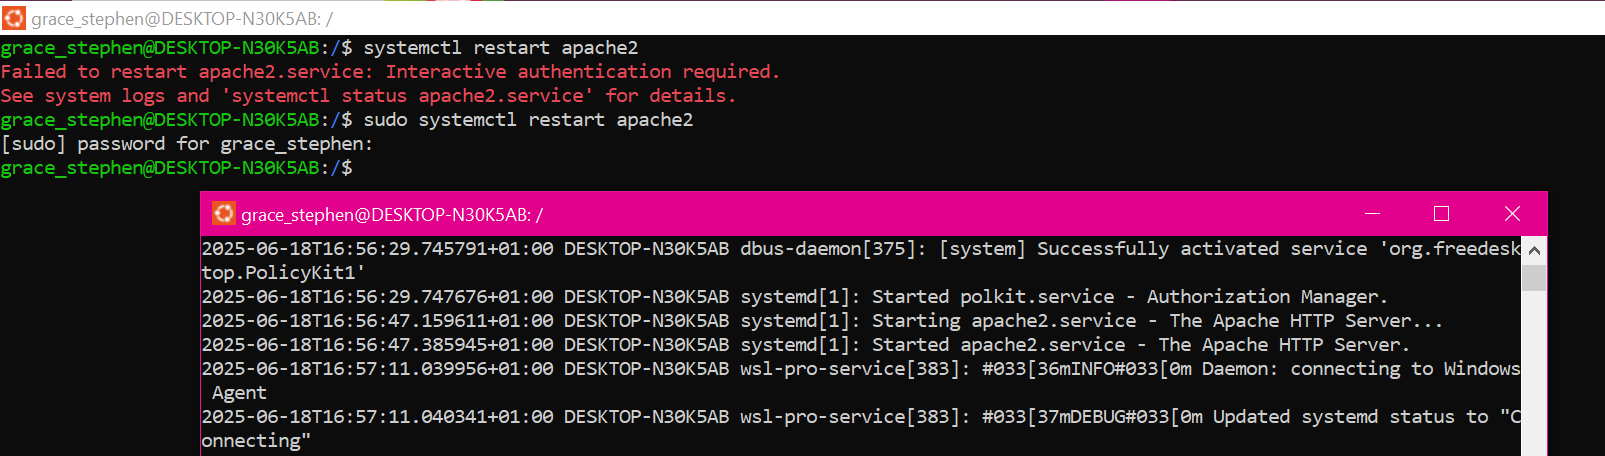 grace_stephen@DESKTOP-N30K5AB: /
grace_stephen@DESKTOP-N30K5AB:/$ systemctl restart apache2
Failed to restart apache2.service: Interactive authentication required.
See system logs and 'systemctl status apache2.service' for details.
grace_stephen@DESKTOP-N30K5AB:/$ sudo systemctl restart apache2
[sudo] password for grace_stephen:
grace_stephen@DESKTOP-N30K5AB:/$
grace_stephen@DESKTOP-N30K5AB: /
2025-06-18T16:56:29.745791+01:00 DESKTOP-N30K5AB dbus-daemon[375]: [system] Successfully activated service 'org.freedesk
top.PolicyKit1'
2025-06-18T16:56:29.747676+01:00 DESKTOP-N30K5AB systemd[1]: Started polkit.service - Authorization Manager.
2025-06-18T16:56:47.159611+01:00 DESKTOP-N30K5AB systemd[1]: Starting apache2.service - The Apache HTTP Server...
2025-06-18T16:56:47.385945+01:00 DESKTOP-N30K5AB systemd[1]: Started apache2.service - The Apache HTTP Server.
2025-06-18T16:57:11.039956+01:00 DESKTOP-N30K5AB wsl-pro-service[383]: #033[36mINFO#033[0m Daemon: connecting to Windows
 Agent
2025-06-18T16:57:11.040341+01:00 DESKTOP-N30K5AB wsl-pro-service[383]: #033[37mDEBUG#033[0m Updated systemd status to "C
onnecting"